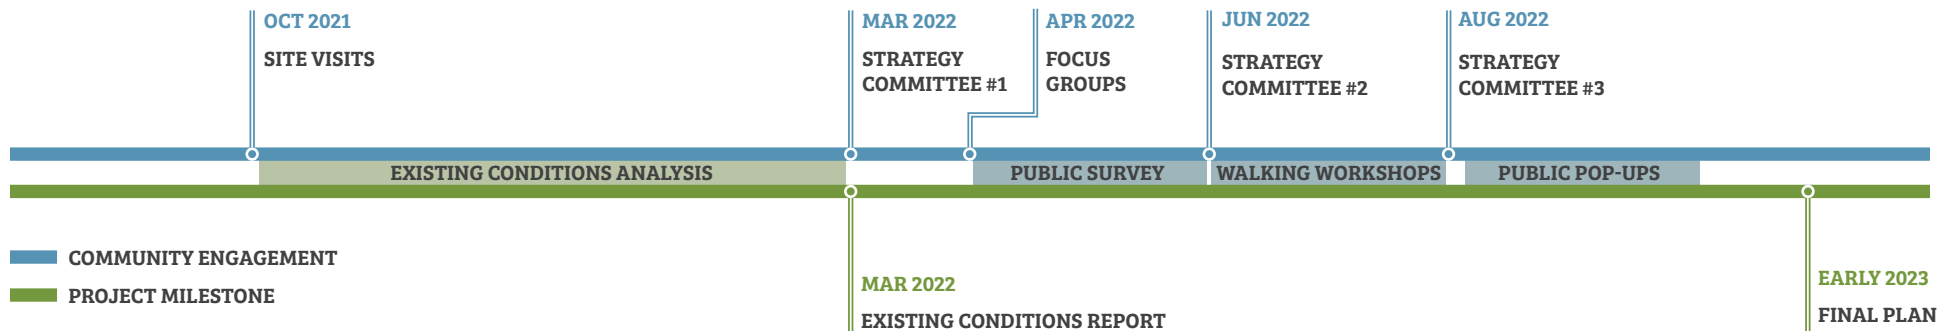 OCT 2021
SITE VISITS
MAR 2022
STRATEGY
COMMITTEE #1
APR 2022
FOCUS
GROUPS
JUN 2022
STRATEGY
COMMITTEE #2
AUG 2022
STRATEGY
COMMITTEE #3
EXISTING CONDITIONS ANALYSIS
PUBLIC SURVEY
WALKING WORKSHOPS
PUBLIC POP-UPS
COMMUNITY ENGAGEMENT
PROJECT MILESTONE
MAR 2022
EXISTING CONDITIONS REPORT
EARLY 2023
FINAL PLAN